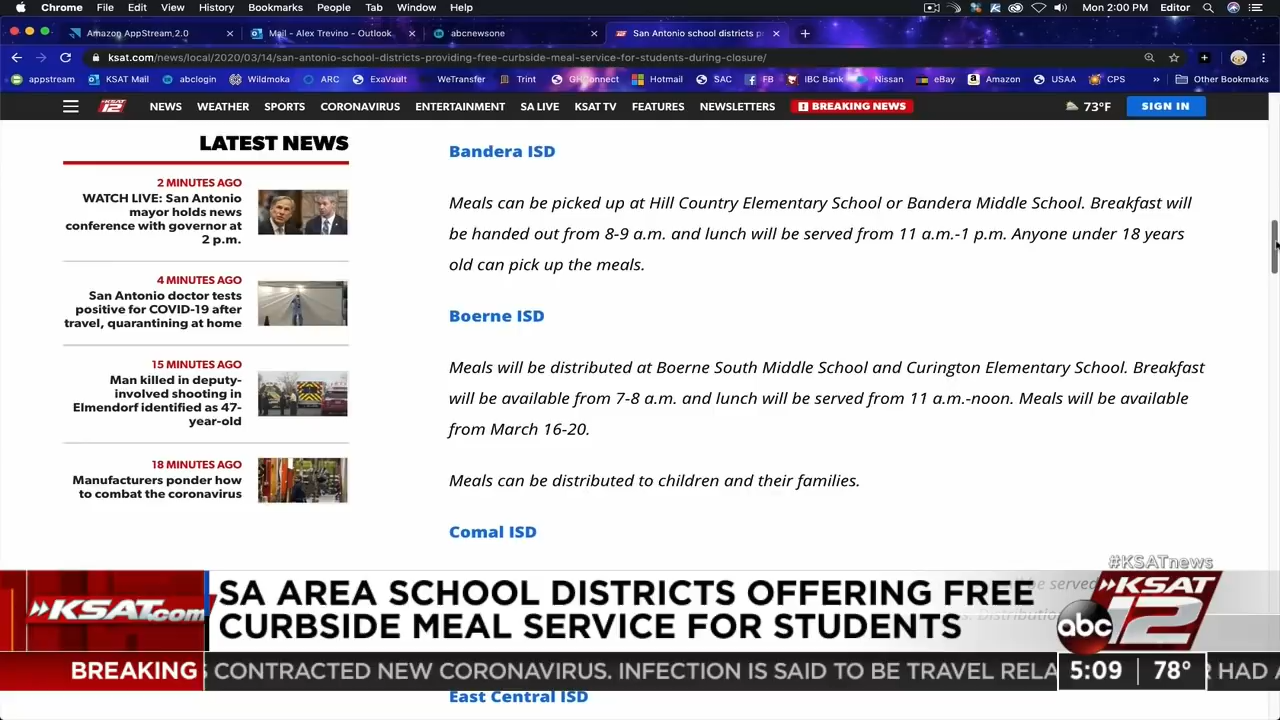 Chrome File Edit View History Bookmarks People Tab Window Help Mon 2:00 PM Editor
Amazon AppStream 2.0 Mail - Alex Trevino - Outlook abcnewsone San Antonio school districts p
ksat.com/news/local/2020/03/14/san-antonio-school-districts-providing-free-curbside-meal-service-for-students-during-closure/
appstream KSAT Mail abclogin Wildmoka ARC ExaVault WeTransfer Trint GHConnect Hotmail SAC FB IBC Bank Nissan eBay Amazon USAA CPS » Other Bookmarks
KSAT 12 NEWS WEATHER SPORTS CORONAVIRUS ENTERTAINMENT SA LIVE KSAT TV FEATURES NEWSLETTERS BREAKING NEWS 73°F SIGN IN
LATEST NEWS
2 MINUTES AGO
WATCH LIVE: San Antonio
mayor holds news
conference with governor at
2 p.m.
4 MINUTES AGO
San Antonio doctor tests
positive for COVID-19 after
travel, quarantining at home
15 MINUTES AGO
Man killed in deputy-
involved shooting in
Elmendorf identified as 47-
year-old
18 MINUTES AGO
Manufacturers ponder how
to combat the coronavirus
Bandera ISD
Meals can be picked up at Hill Country Elementary School or Bandera Middle School. Breakfast will
be handed out from 8-9 a.m. and lunch will be served from 11 a.m.-1 p.m. Anyone under 18 years
old can pick up the meals.
Boerne ISD
Meals will be distributed at Boerne South Middle School and Curington Elementary School. Breakfast
will be available from 7-8 a.m. and lunch will be served from 11 a.m.-noon. Meals will be available
from March 16-20.
Meals can be distributed to children and their families.
Comal ISD
#KSATnews
be served
KSAT.com
SA AREA SCHOOL DISTRICTS OFFERING FREE
CURBSIDE MEAL SERVICE FOR STUDENTS
abc KSAT 12
BREAKING
CONTRACTED NEW CORONAVIRUS. INFECTION IS SAID TO BE TRAVEL RELA
5:09 78°
HAD
East Central ISD